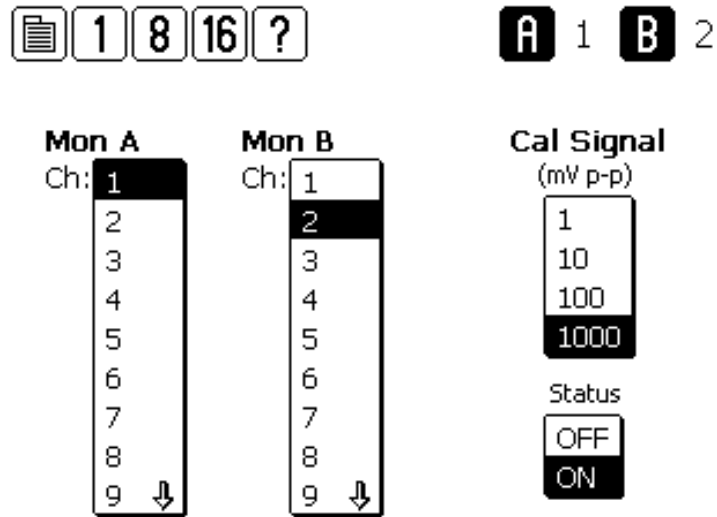 1 8 16 ? A 1 B 2
Mon A Mon B Cal Signal
Ch: 1 Ch: 1 (mV p-p)
2 2 1
3 3 10
4 4 100
5 5 1000
6 6 Status
7 7 OFF
8 8 ON
9 9